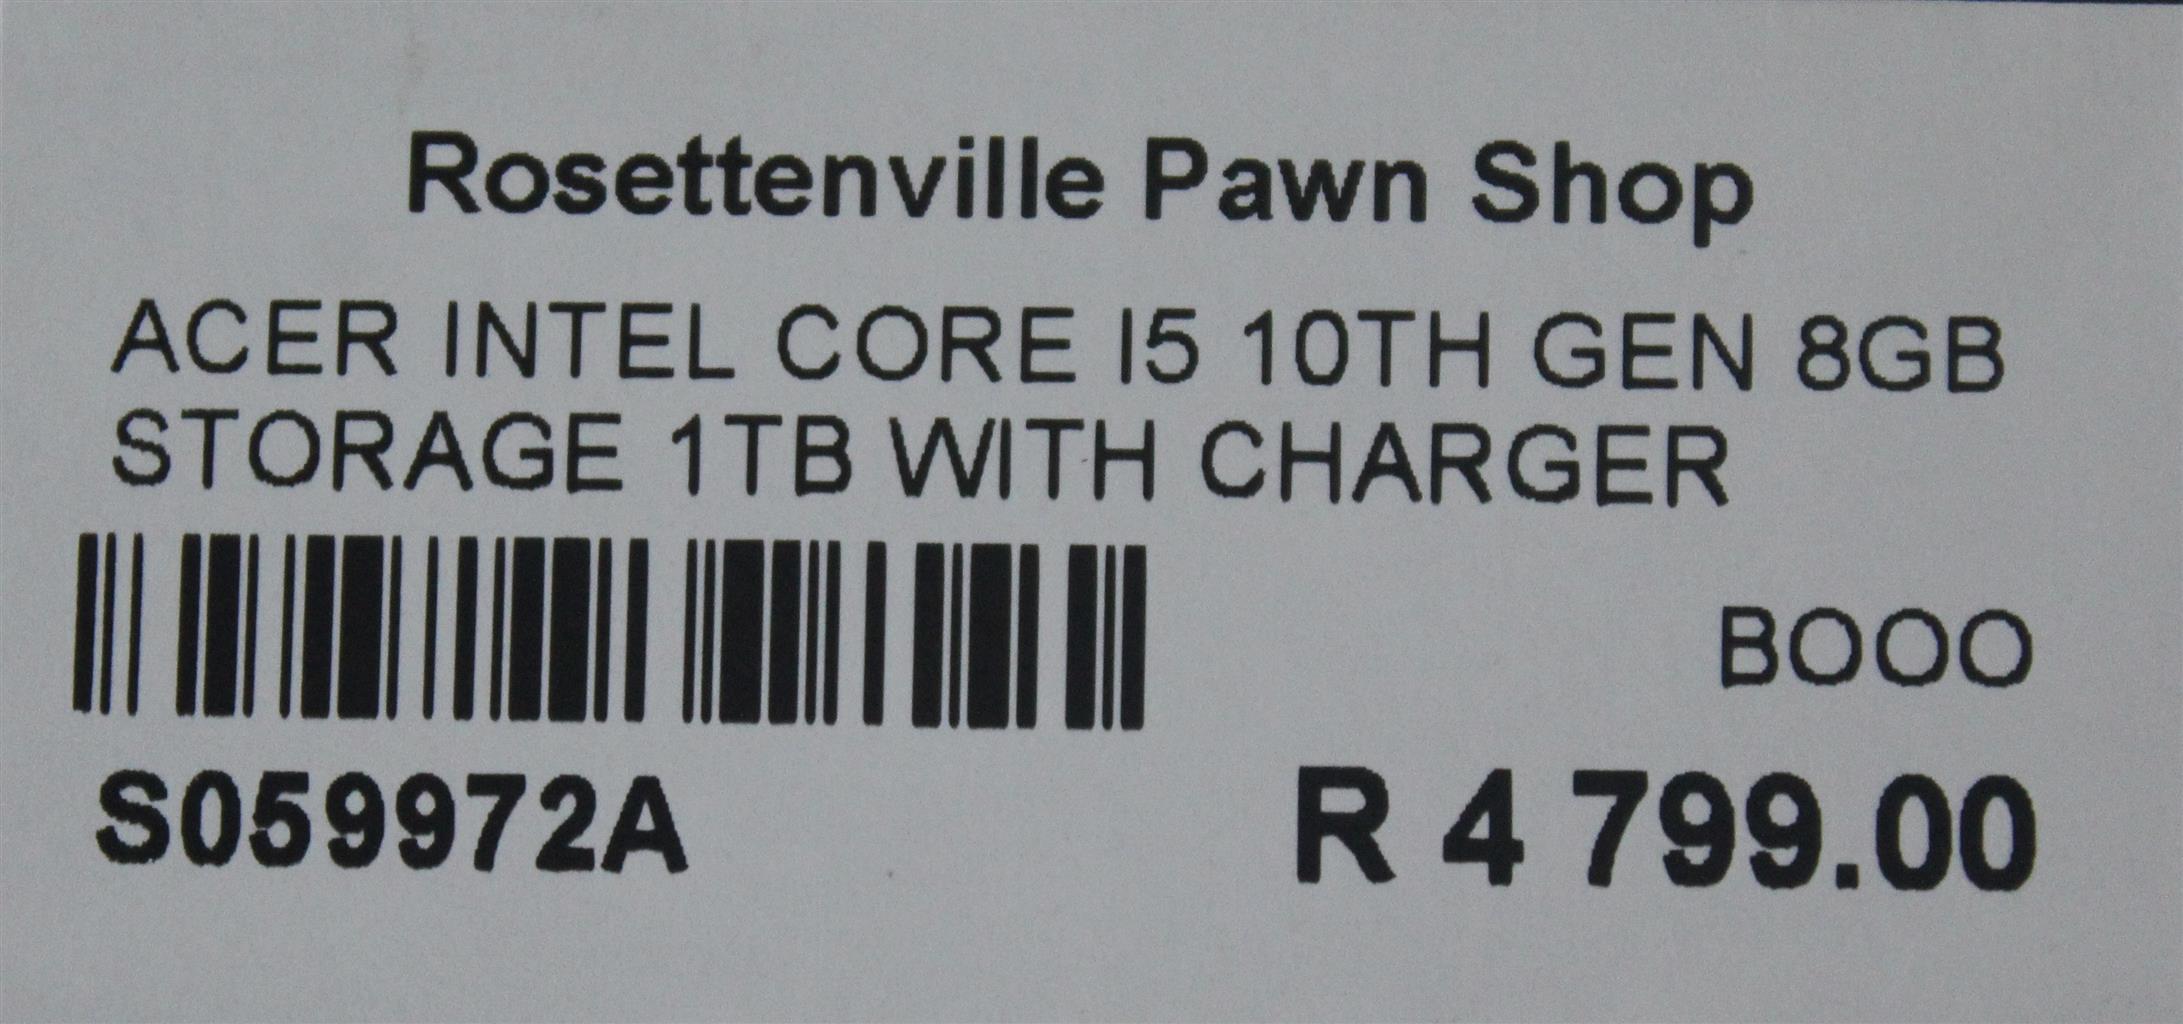 Rosettenville Pawn Shop
ACER INTEL CORE I5 10TH GEN 8GB
STORAGE 1TB WITH CHARGER
BOOO
S059972A
R 4 799.00